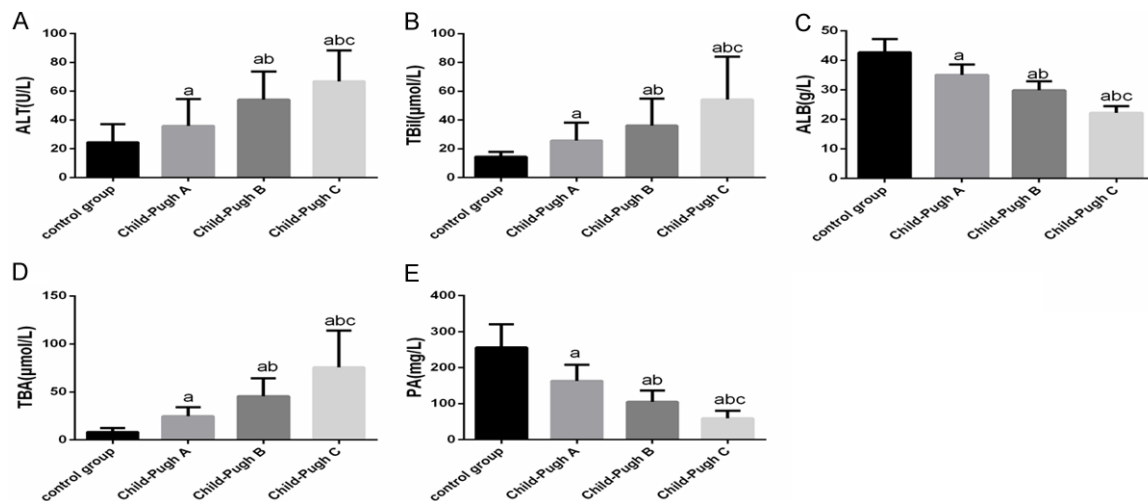 A
ALT(U/L)
100
80
60
40
20
0
a
ab
abc
control group
Child-Pugh A
Child-Pugh B
Child-Pugh C
B
TBil(μmol/L)
100
80
60
40
20
0
a
ab
abc
control group
Child-Pugh A
Child-Pugh B
Child-Pugh C
C
ALB(g/L)
50
40
30
20
10
0
a
ab
abc
control group
Child-Pugh A
Child-Pugh B
Child-Pugh C
D
TBA(μmol/L)
150
100
50
0
a
ab
abc
control group
Child-Pugh A
Child-Pugh B
Child-Pugh C
E
PA(mg/L)
400
300
200
100
0
a
ab
abc
control group
Child-Pugh A
Child-Pugh B
Child-Pugh C